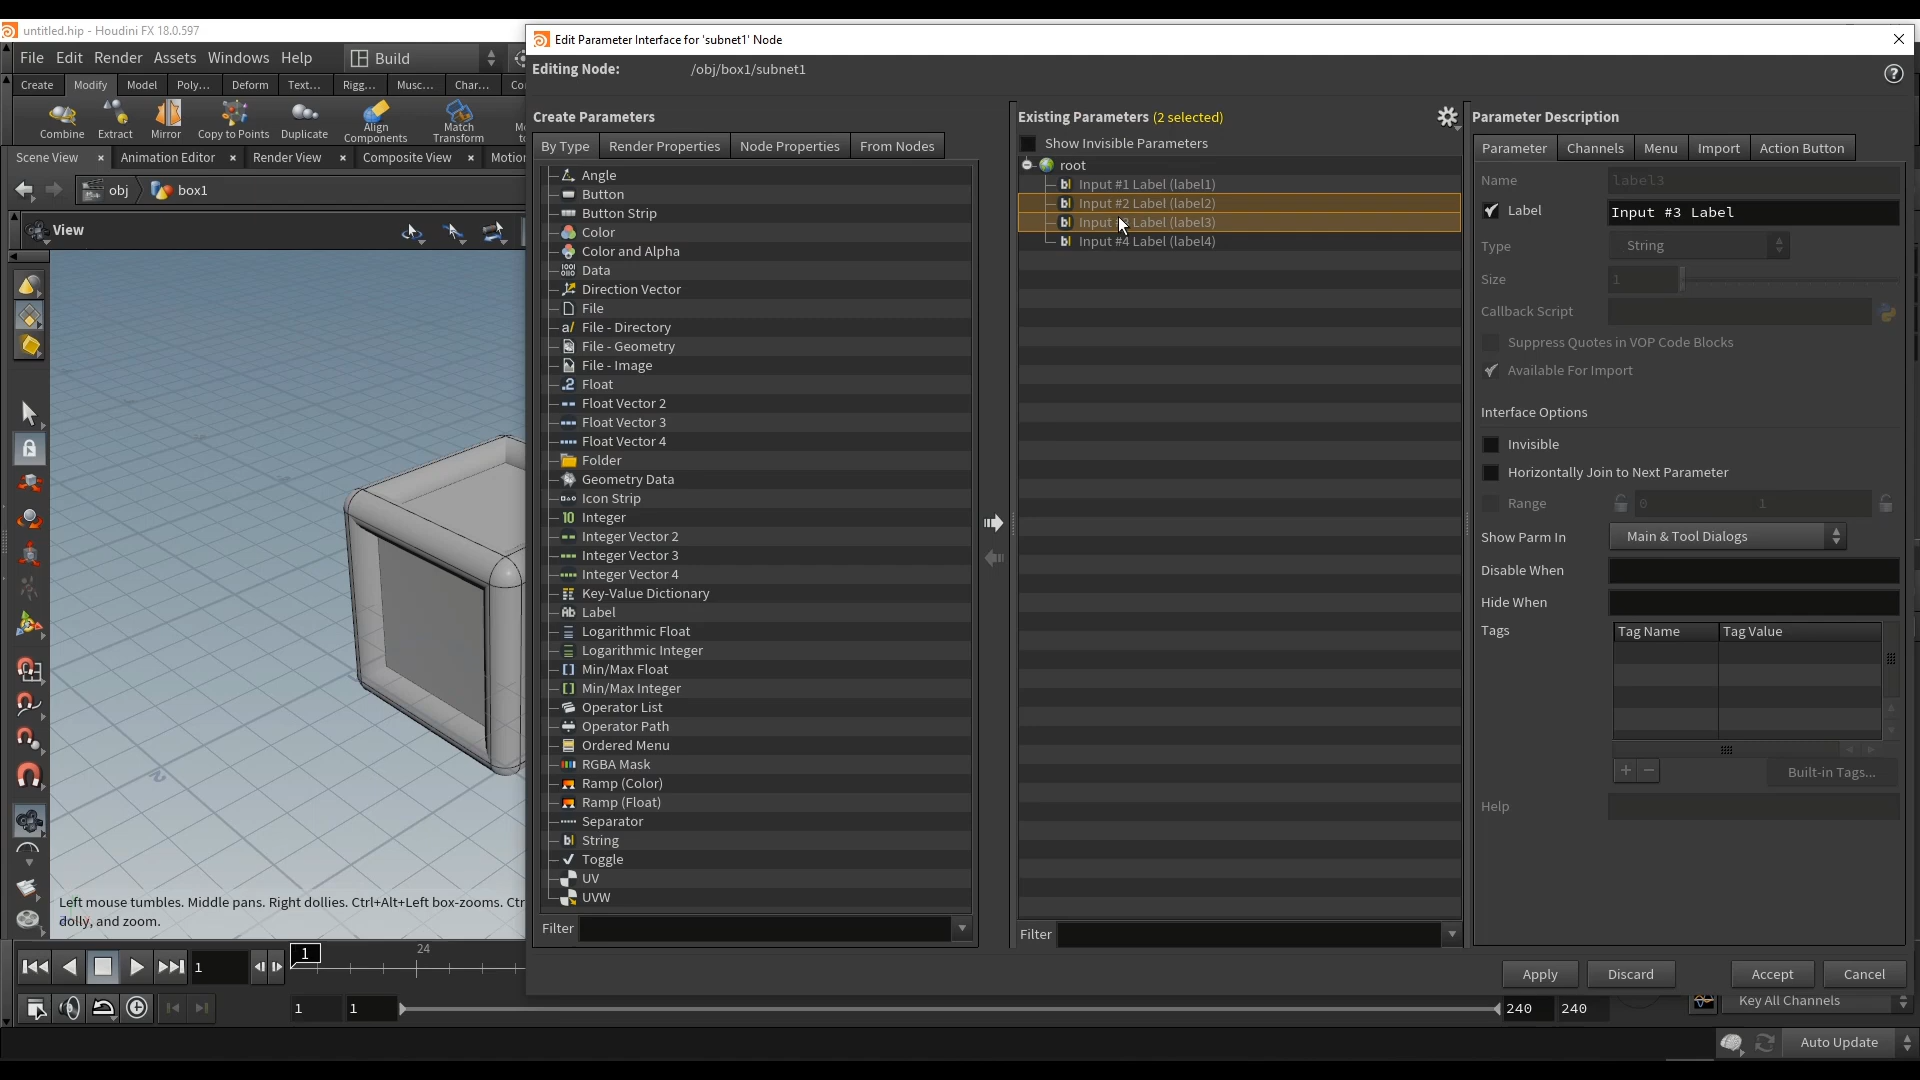 untitled.hip - Houdini FX 18.0.597
File Edit Render Assets Windows Help Build
Create Modify Model Poly... Deform Text... Rigg... Musc... Char... Co
Combine Extract Mirror Copy to Points Duplicate Align Components Match Transform
Scene View × Animation Editor × Render View × Composite View × Motion
obj box1
View
Left mouse tumbles. Middle pans. Right dollies. Ctrl+Alt+Left box-zooms. Ctr
dolly, and zoom.
1 1 24
1 1 240 240
Key All Channels
Auto Update
Edit Parameter Interface for 'subnet1' Node
Editing Node: /obj/box1/subnet1
Create Parameters
By Type Render Properties Node Properties From Nodes
Angle
Button
Button Strip
Color
Color and Alpha
Data
Direction Vector
File
File - Directory
File - Geometry
File - Image
Float
Float Vector 2
Float Vector 3
Float Vector 4
Folder
Geometry Data
Icon Strip
Integer
Integer Vector 2
Integer Vector 3
Integer Vector 4
Key-Value Dictionary
Label
Logarithmic Float
Logarithmic Integer
Min/Max Float
Min/Max Integer
Operator List
Operator Path
Ordered Menu
RGBA Mask
Ramp (Color)
Ramp (Float)
Separator
String
Toggle
UV
UVW
Filter
Existing Parameters (2 selected)
Show Invisible Parameters
root
Input #1 Label (label1)
Input #2 Label (label2)
Input #3 Label (label3)
Input #4 Label (label4)
Filter
Parameter Description
Parameter Channels Menu Import Action Button
Name label3
Label Input #3 Label
Type String
Size 1
Callback Script
Suppress Quotes in VOP Code Blocks
Available For Import
Interface Options
Invisible
Horizontally Join to Next Parameter
Range 0 1
Show Parm In Main & Tool Dialogs
Disable When
Hide When
Tags Tag Name Tag Value
Built-in Tags...
Help
Apply Discard Accept Cancel